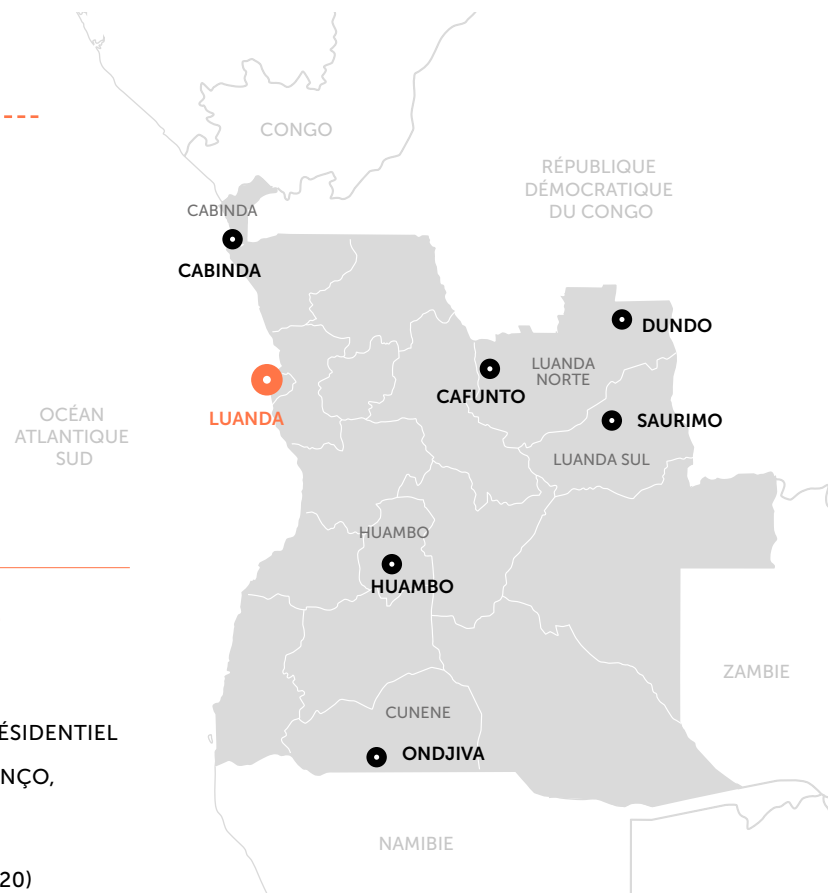 CONGO
RÉPUBLIQUE
DÉMOCRATIQUE
DU CONGO
CABINDA
CABINDA
DUNDO
LUANDA
NORTE
CAFUNTO
LUANDA
SAURIMO
OCÉAN
ATLANTIQUE
SUD
LUANDA SUL
HUAMBO
HUAMBO
ZAMBIE
CUNENE
ÉSIDENTIEL
ONDJIVA
NÇO,
NAMIBIE
20)